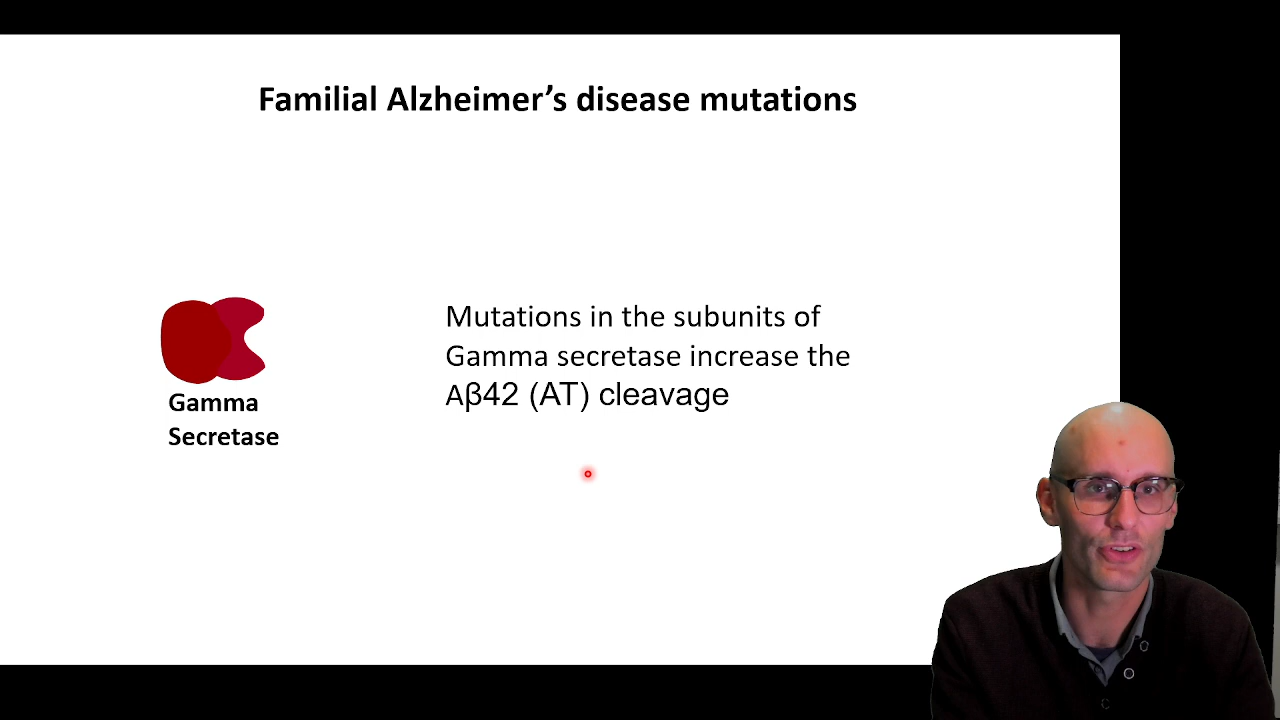 Familial Alzheimer’s disease mutations
Mutations in the subunits of
Gamma secretase increase the
Aβ42 (AT) cleavage
Gamma
Secretase